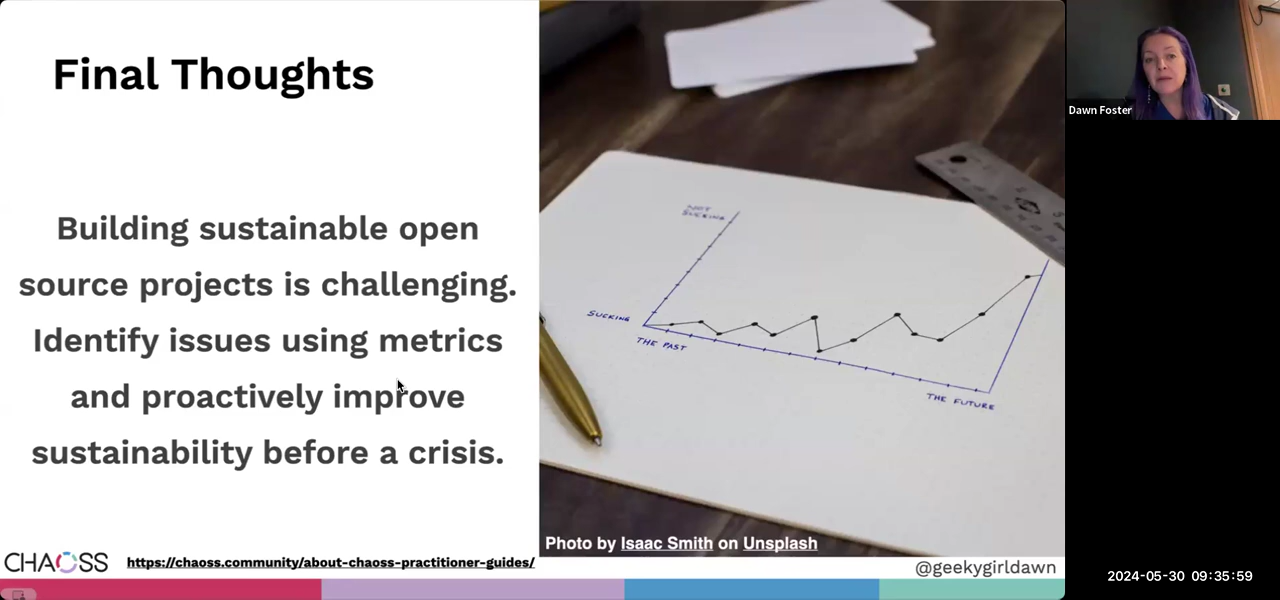 Final Thoughts
Building sustainable open
source projects is challenging.
Identify issues using metrics
and proactively improve
sustainability before a crisis.
NOT
SUCKING
SUCKING
THE PAST
THE FUTURE
Photo by Isaac Smith on Unsplash
CHAOSS
https://chaoss.community/about-chaoss-practitioner-guides/
@geekygirldawn
Dawn Foster
2024-05-30 09:35:59